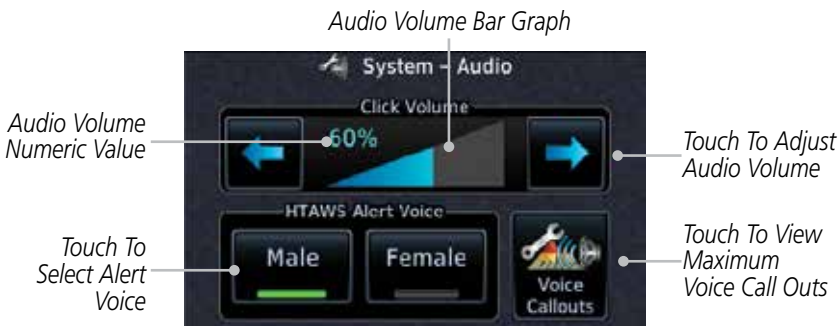 Audio Volume Bar Graph
System - Audio
Click Volume
Audio Volume
Numeric Value
60%
Touch To Adjust
Audio Volume
HTAWS Alert Voice
Touch To
Select Alert
Voice
Male
Female
Voice
Callouts
Touch To View
Maximum
Voice Call Outs